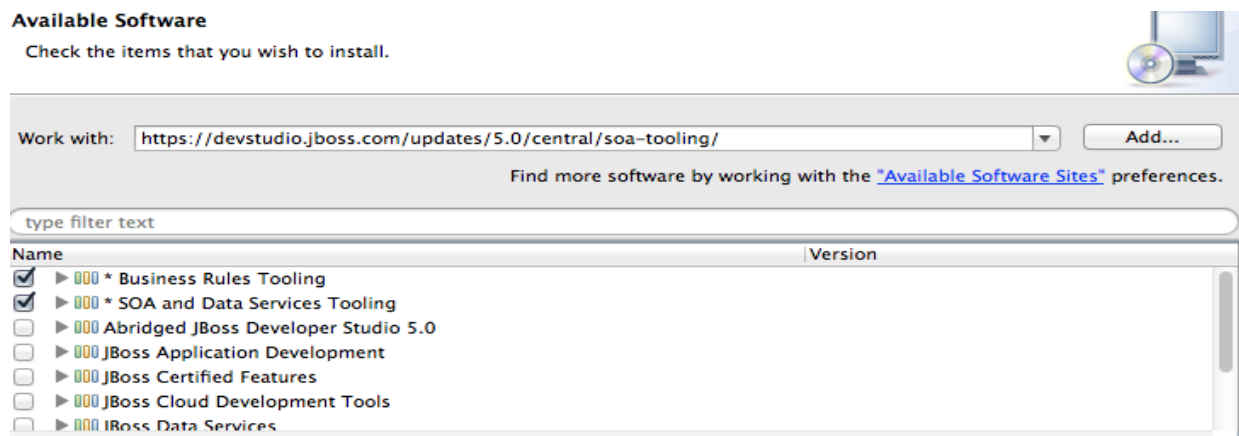 Available Software
Check the items that you wish to install.
Work with: https://devstudio.jboss.com/updates/5.0/central/soa-tooling/ Add...
Find more software by working with the "Available Software Sites" preferences.
type filter text
Name Version
* Business Rules Tooling
* SOA and Data Services Tooling
Abridged JBoss Developer Studio 5.0
JBoss Application Development
JBoss Certified Features
JBoss Cloud Development Tools
JBoss Data Services